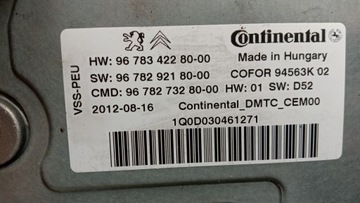 Continental
VSS-PEU
HW: 96 783 422 80-00
Made in Hungary
SW: 96 782 921 80-00
COFOR 94563K 02
CMD: 96 782 732 80-00
HW: 01 SW: D52
2012-08-16
Continental_DMTC_CEM00
1Q0D030461271